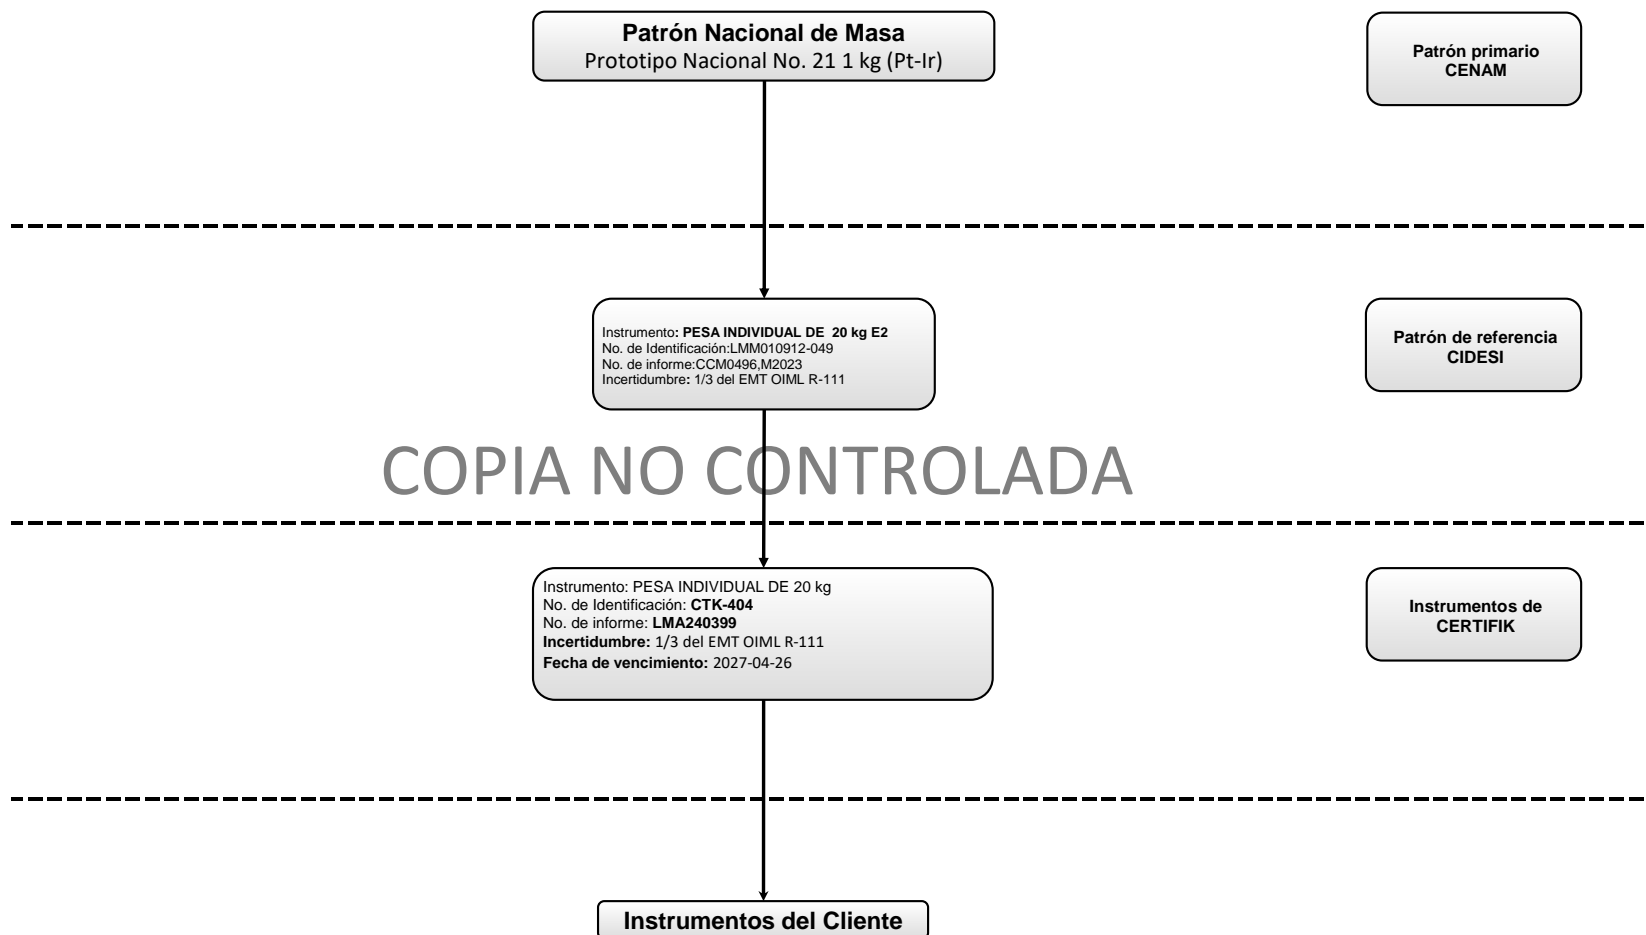 Patrón Nacional de Masa
Prototipo Nacional No. 21 1 kg (Pt-Ir)
Patrón primario
CENAM
Instrumento: PESA INDIVIDUAL DE 20 kg E2
No. de Identificación:LMM010912-049
No. de informe:CCM0496,M2023
Incertidumbre: 1/3 del EMT OIML R-111
Patrón de referencia
CIDESI
COPIA NO CONTROLADA
Instrumento: PESA INDIVIDUAL DE 20 kg
No. de Identificación: CTK-404
No. de informe: LMA240399
Incertidumbre: 1/3 del EMT OIML R-111
Fecha de vencimiento: 2027-04-26
Instrumentos de
CERTIFIK
Instrumentos del Cliente